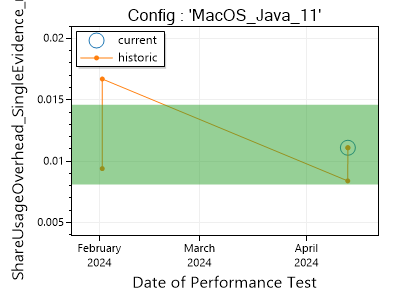 Config : 'MacOS_Java_11'
current
historic
0.02
0.015
0.01
0.005
ShareUsageOverhead_SingleEvidence_
February
2024
March
2024
April
2024
Date of Performance Test